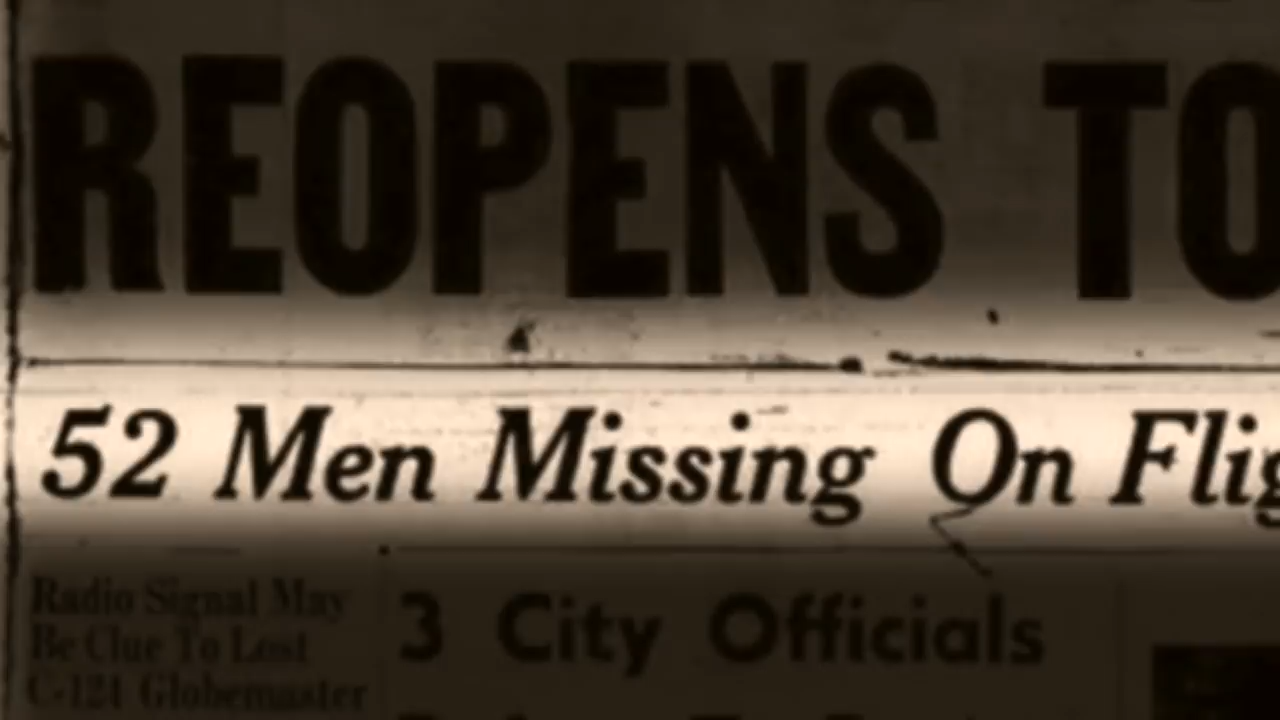 REOPENS TO
52 Men Missing On Flig
Radio Signal May
Be Clue To Lost
C-124 Globemaster
3 City Officials